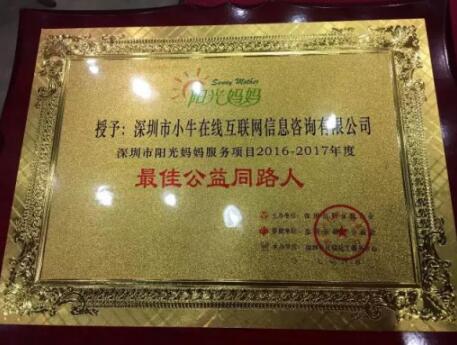 Sunny Mother
阳光妈妈
授予：深圳市小牛在线互联网信息咨询有限公司
深圳市阳光妈妈服务项目2016-2017年度
最佳公益同路人